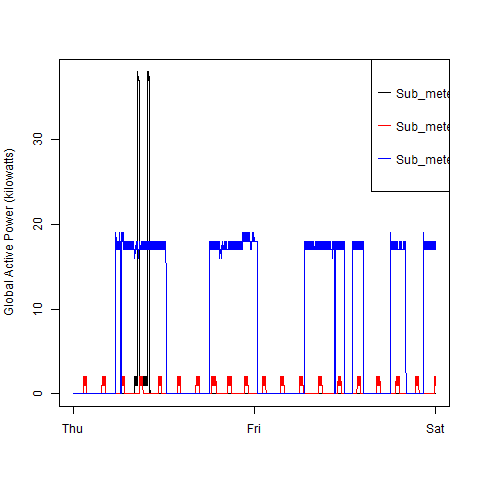 Global Active Power (kilowatts)
30
20
10
0
Thu
Fri
Sat
Sub_mete
Sub_mete
Sub_mete